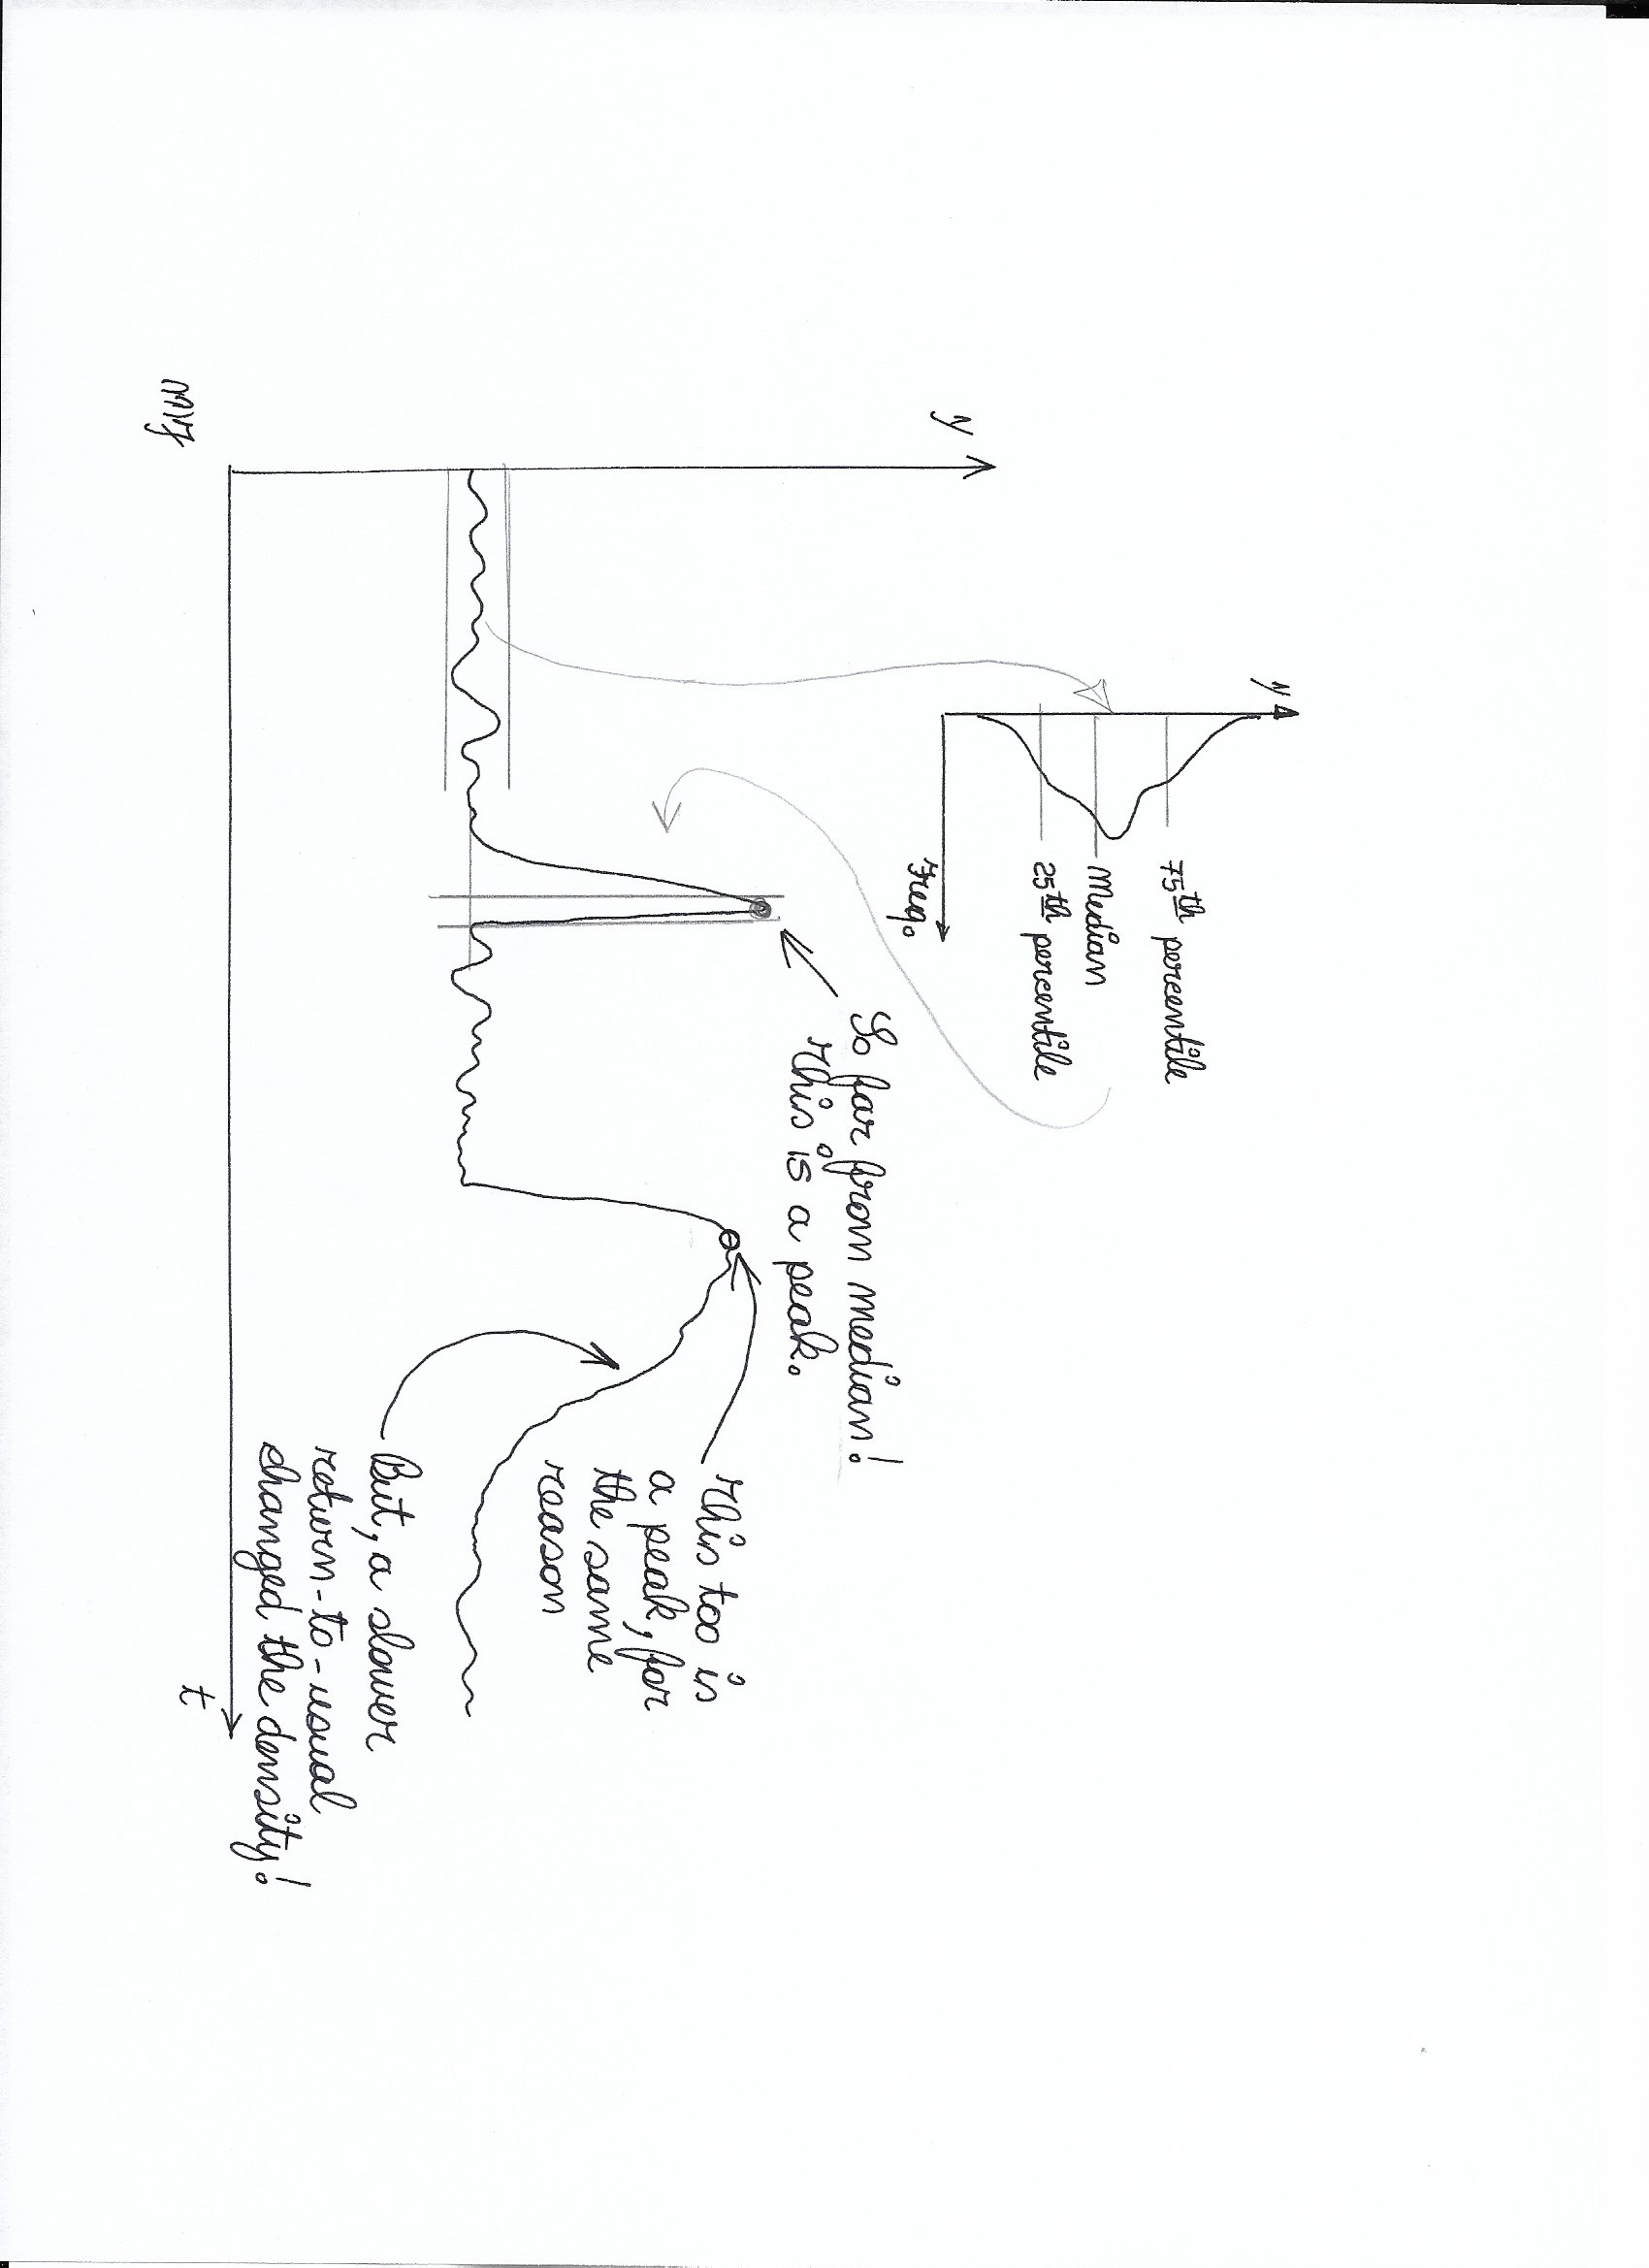 y
75th percentile
Median
25th percentile
Freq.
y
So far from median!
This is a peak.
This too is
a peak, for
the same
reason
But, a slower
return-to-usual
changed the density!
t